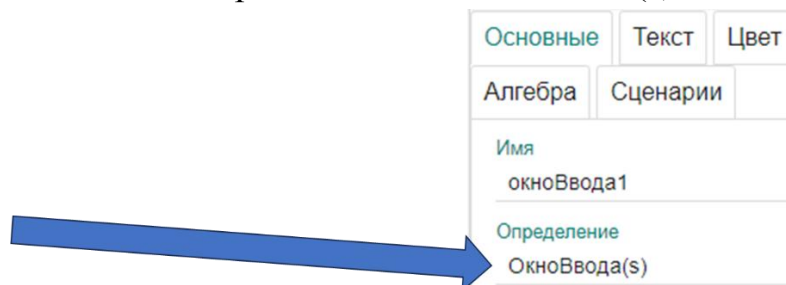 Основные Текст Цвет
Алгебра Сценарии
Имя
окноВвода1
Определение
ОкноВвода(s)